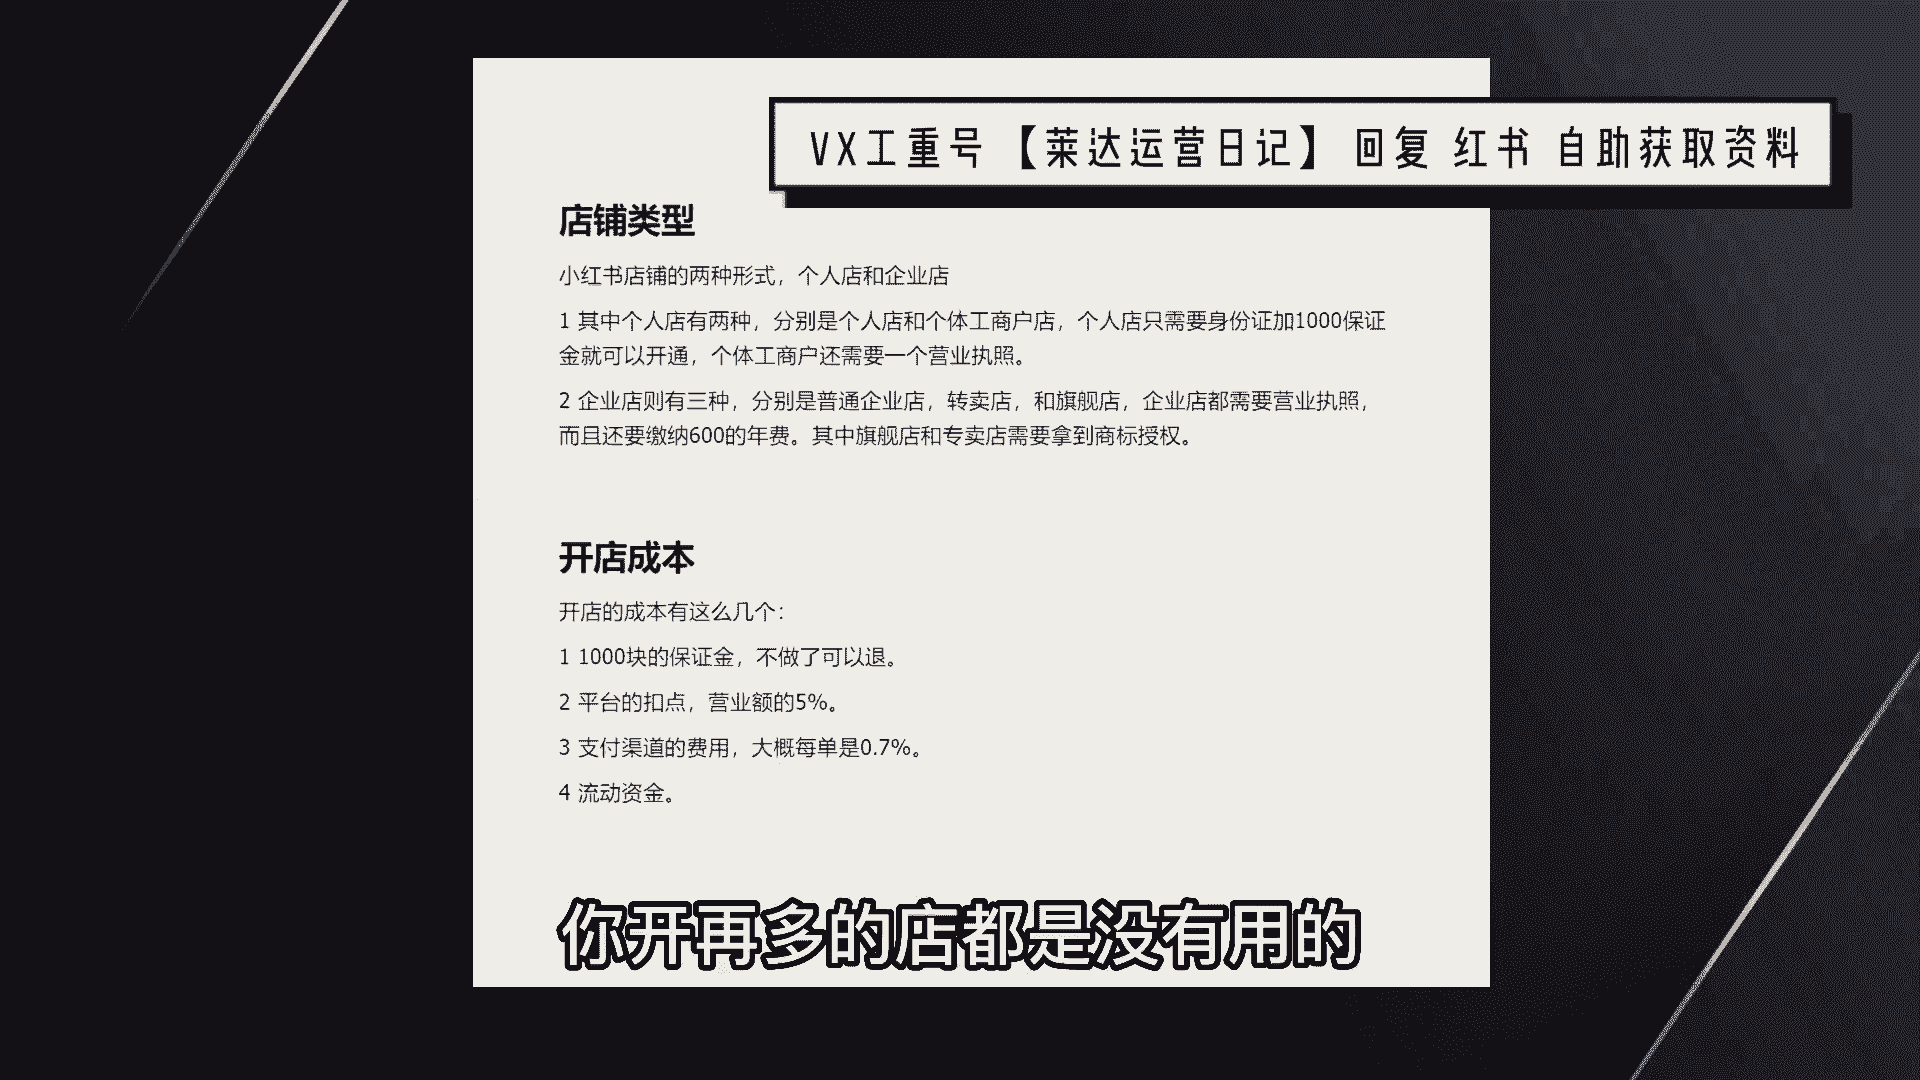 VX工重号 【莱达运营日记】 回复 红书 自助获取资料
店铺类型
小红书店铺的两种形式，个人店和企业店
1 其中个人店有两种，分别是个人店和个体工商户店，个人店只需要身份证加1000保证
金就可以开通，个体工商户还需要一个营业执照。
2 企业店则有三种，分别是普通企业店，转卖店，和旗舰店，企业店都需要营业执照，
而且还要缴纳600的年费。其中旗舰店和专卖店需要拿到商标授权。
开店成本
开店的成本有这么几个：
1 1000块的保证金，不做了可以退。
2 平台的扣点，营业额的5%。
3 支付渠道的费用，大概每单是0.7%。
4 流动资金。
你开再多的店都是没有用的